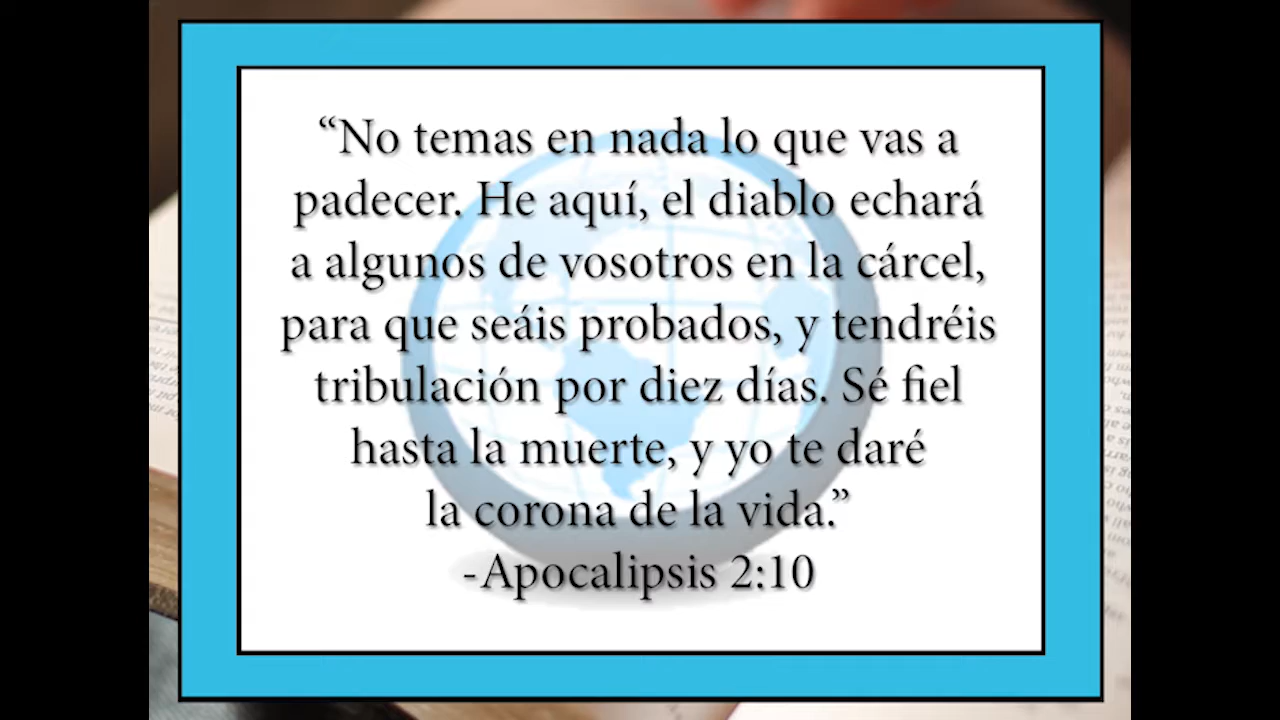 “No temas en nada lo que vas a
padecer. He aquí, el diablo echará
a algunos de vosotros en la cárcel,
para que seáis probados, y tendréis
tribulación por diez días. Sé fiel
hasta la muerte, y yo te daré
la corona de la vida.”
-Apocalipsis 2:10